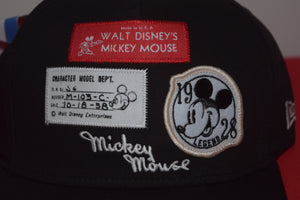 Made in U.S.A.
WALT DISNEY'S
MICKEY MOUSE
CHARACTER MODEL DEPT.
M-103-C-
DATE 10-18-38
© Walt Disney Enterprises
19
28
LEGEND
Mickey
Mouse